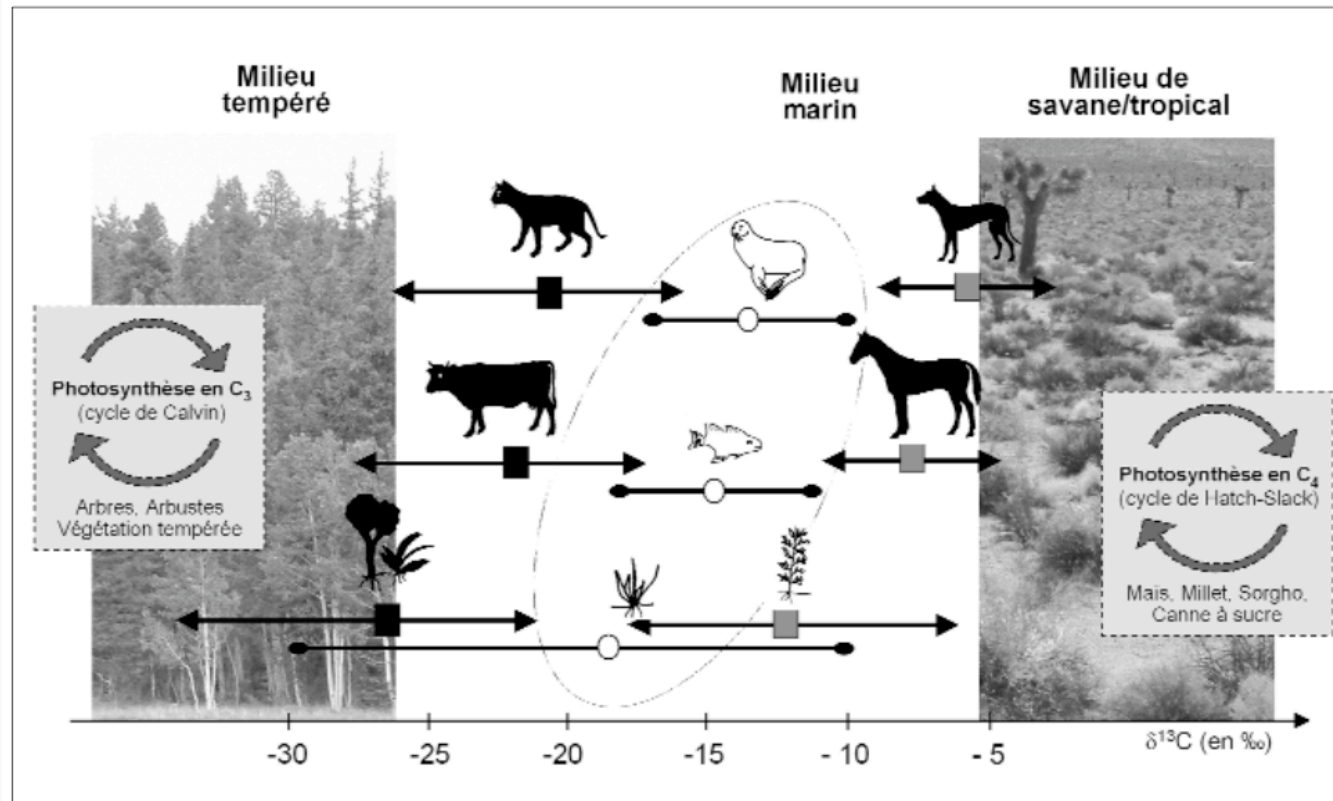 Milieu
tempéré
Milieu
marin
Milieu de
savane/tropical
Photosynthèse en C₃
(cycle de Calvin)
Arbres, Arbustes
Végétation tempérée
Photosynthèse en C₄
(cycle de Hatch-Slack)
Maïs, Millet, Sorgho,
Canne à sucre
-30 -25 -20 -15 - 10 - 5
δ¹³C (en ‰)